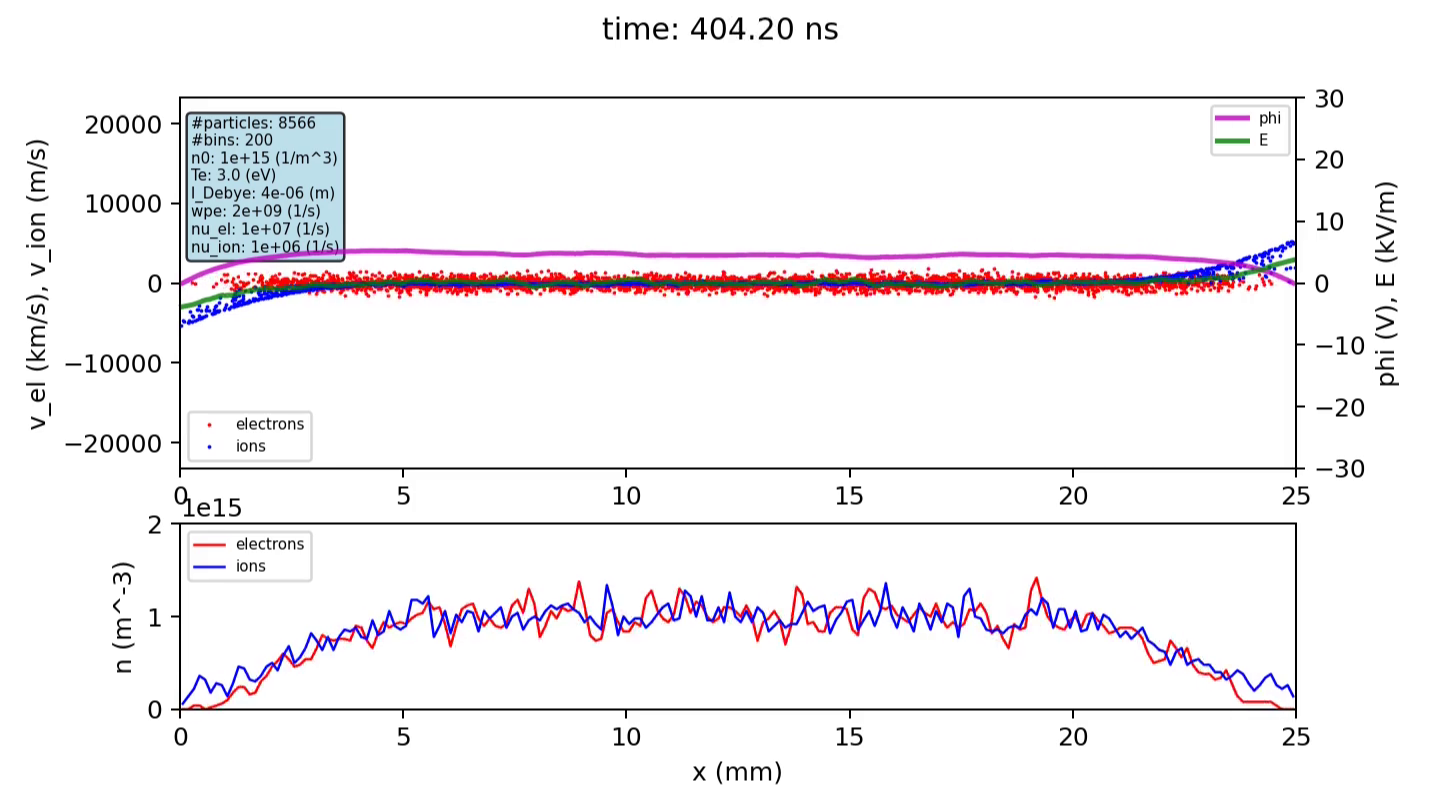 time: 404.20 ns
20000
10000
0
−10000
−20000
v_el (km/s), v_ion (m/s)
#particles: 8566
#bins: 200
n0: 1e+15 (1/m^3)
Te: 3.0 (eV)
l_Debye: 4e-06 (m)
wpe: 2e+09 (1/s)
nu_el: 1e+07 (1/s)
nu_ion: 1e+06 (1/s)
phi
E
electrons
ions
30
20
10
0
−10
−20
−30
phi (V), E (kV/m)
0 5 10 15 20 25
1e15
2
1
0
n (m^-3)
electrons
ions
0 5 10 15 20 25
x (mm)